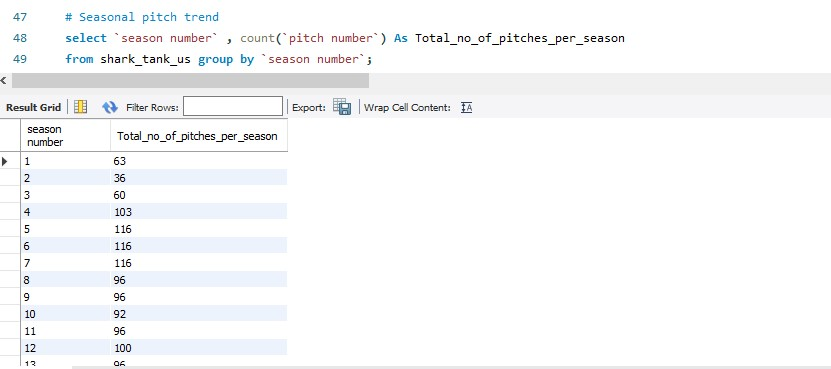 47 # Seasonal pitch trend
48 select `season number` , count(`pitch number`) As Total_no_of_pitches_per_season
49 from shark_tank_us group by `season number`;
Result Grid Filter Rows: Export: Wrap Cell Content:
season number Total_no_of_pitches_per_season
1 63
2 36
3 60
4 103
5 116
6 116
7 116
8 96
9 96
10 92
11 96
12 100
13 96